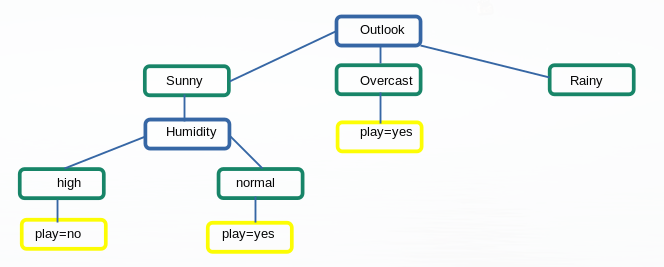 Outlook
Sunny
Overcast
Rainy
Humidity
play=yes
high
normal
play=no
play=yes